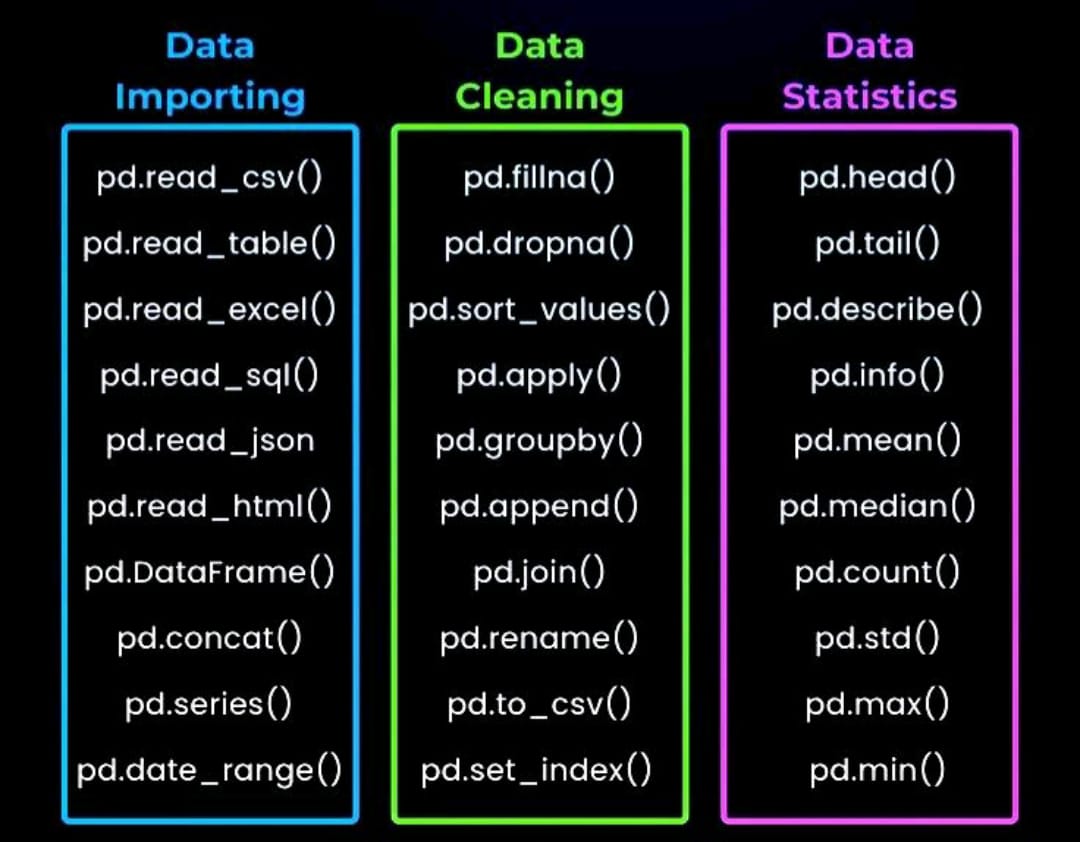 Data
Importing
pd.read_csv()
pd.read_table()
pd.read_excel()
pd.read_sql()
pd.read_json
pd.read_html()
pd.DataFrame()
pd.concat()
pd.series()
pd.date_range()
Data
Cleaning
pd.fillna()
pd.dropna()
pd.sort_values()
pd.apply()
pd.groupby()
pd.append()
pd.join()
pd.rename()
pd.to_csv()
pd.set_index()
Data
Statistics
pd.head()
pd.tail()
pd.describe()
pd.info()
pd.mean()
pd.median()
pd.count()
pd.std()
pd.max()
pd.min()